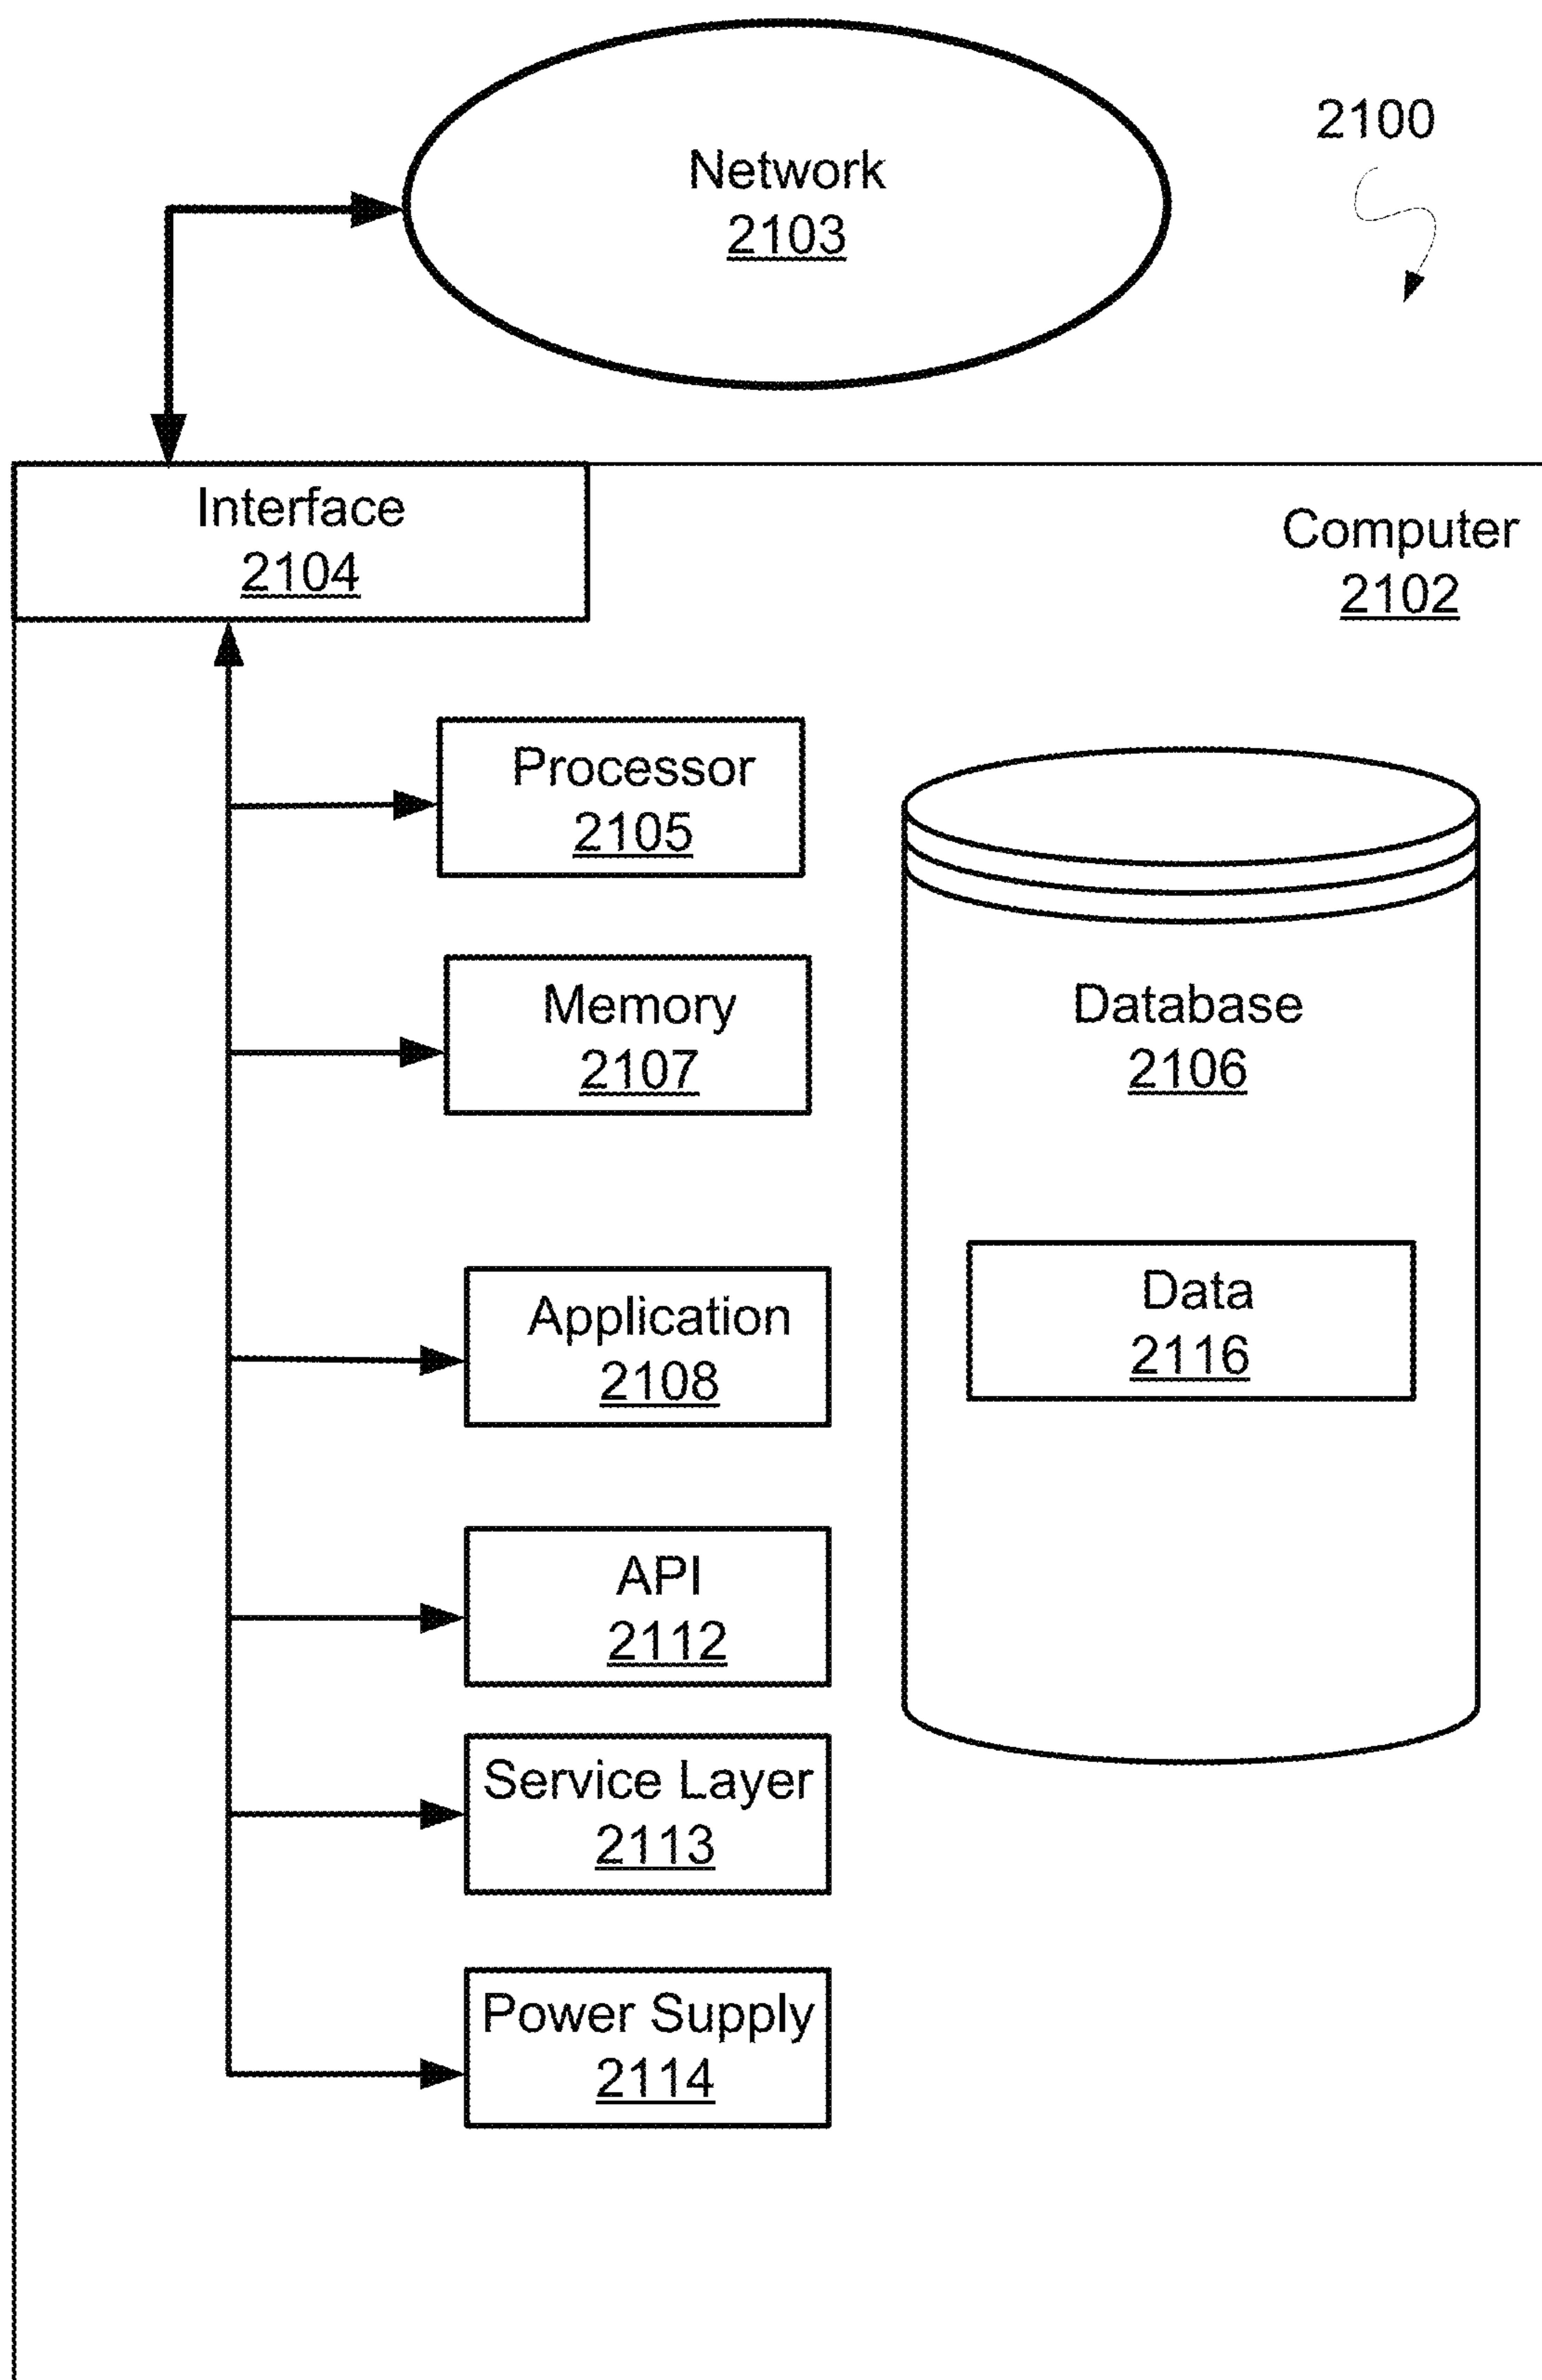 Network
2103
2100
Interface
2104
Computer
2102
Processor
2105
Memory
2107
Database
2106
Data
2116
Application
2108
API
2112
Service Layer
2113
Power Supply
2114